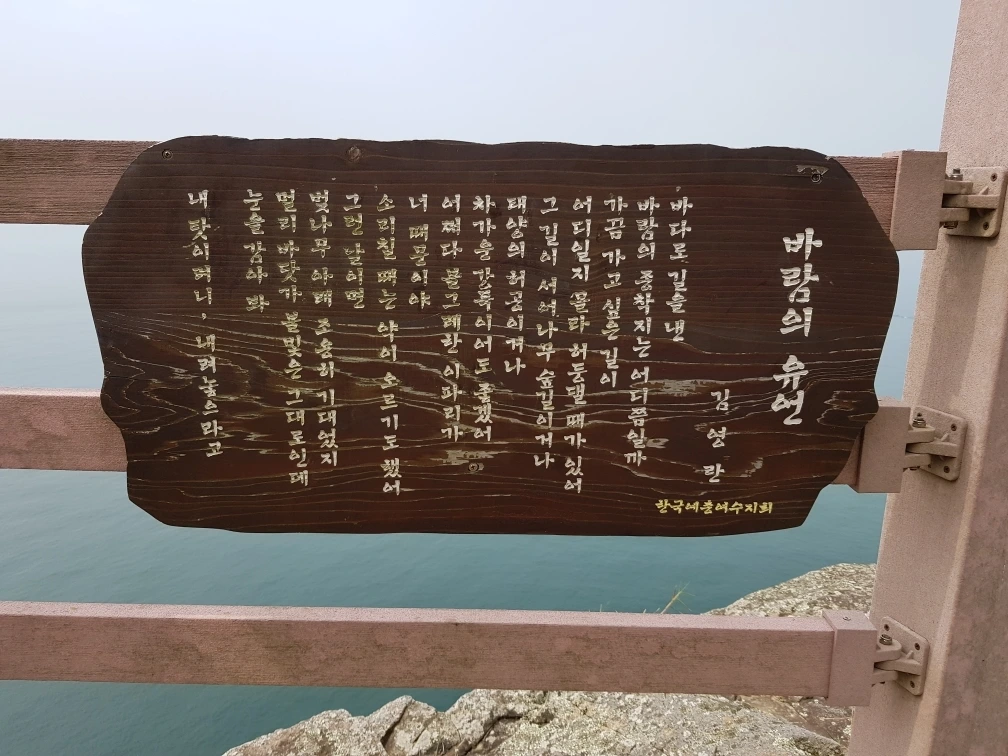 바람의 유언
김영란
바다로 길을 낸
바람의 종착지는 어디쯤일까
가끔 가고 싶은 길이
어디일지 몰라 허둥댈 때가 있어
그 길이 서어나무 숲길이거나
태양의 허공이거나
차가운 강둑이어도 좋겠어
어쩌다 볼그레한 이파리가
너 때문이야
소리칠 때는 약이 오르기도 했어
그런 날이면
벚나무 아래 조용히 기대었지
멀리 바닷가 불빛은 그대로인데
눈을 감아 봐
내 탓이려니, 내려놓으라고
한국예총여수지회